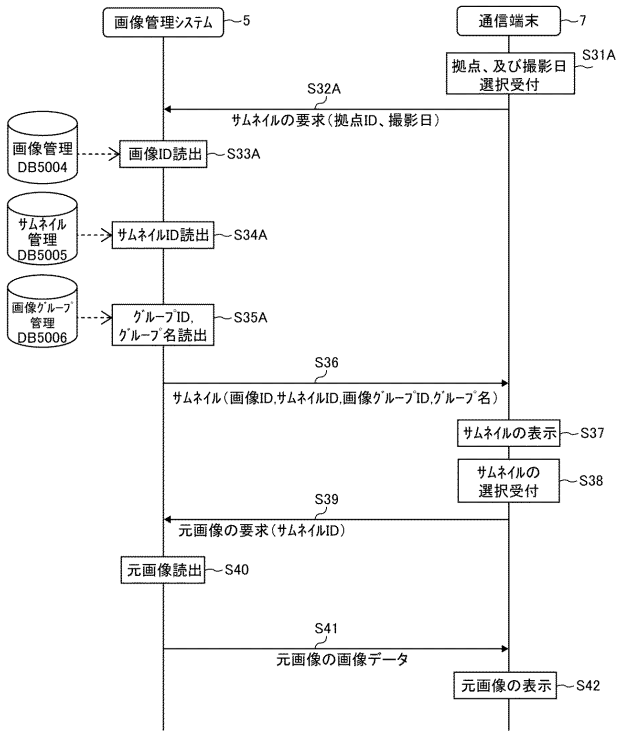 画像管理システム
5
通信端末
7
拠点、及び撮影日
選択受付
S31A
S32A
サムネイルの要求(拠点ID、撮影日)
画像管理
DB5004
画像ID読出
S33A
サムネイル
管理
DB5005
サムネイルID読出
S34A
画像グループ
管理
DB5006
グループID,
グループ名読出
S35A
S36
サムネイル(画像ID,サムネイルID,画像グループID,グループ名)
サムネイルの表示
S37
サムネイルの
選択受付
S38
S39
元画像の要求(サムネイルID)
元画像読出
S40
S41
元画像の画像データ
元画像の表示
S42